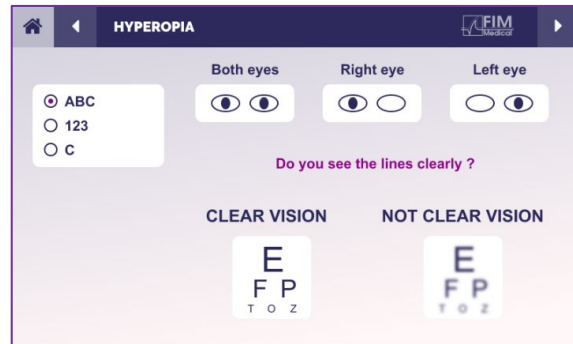 HYPEROPIA
FIM
Medical
Both eyes
Right eye
Left eye
ABC
123
C
Do you see the lines clearly ?
CLEAR VISION
NOT CLEAR VISION
E
F P
T O Z
E
F P
T O Z